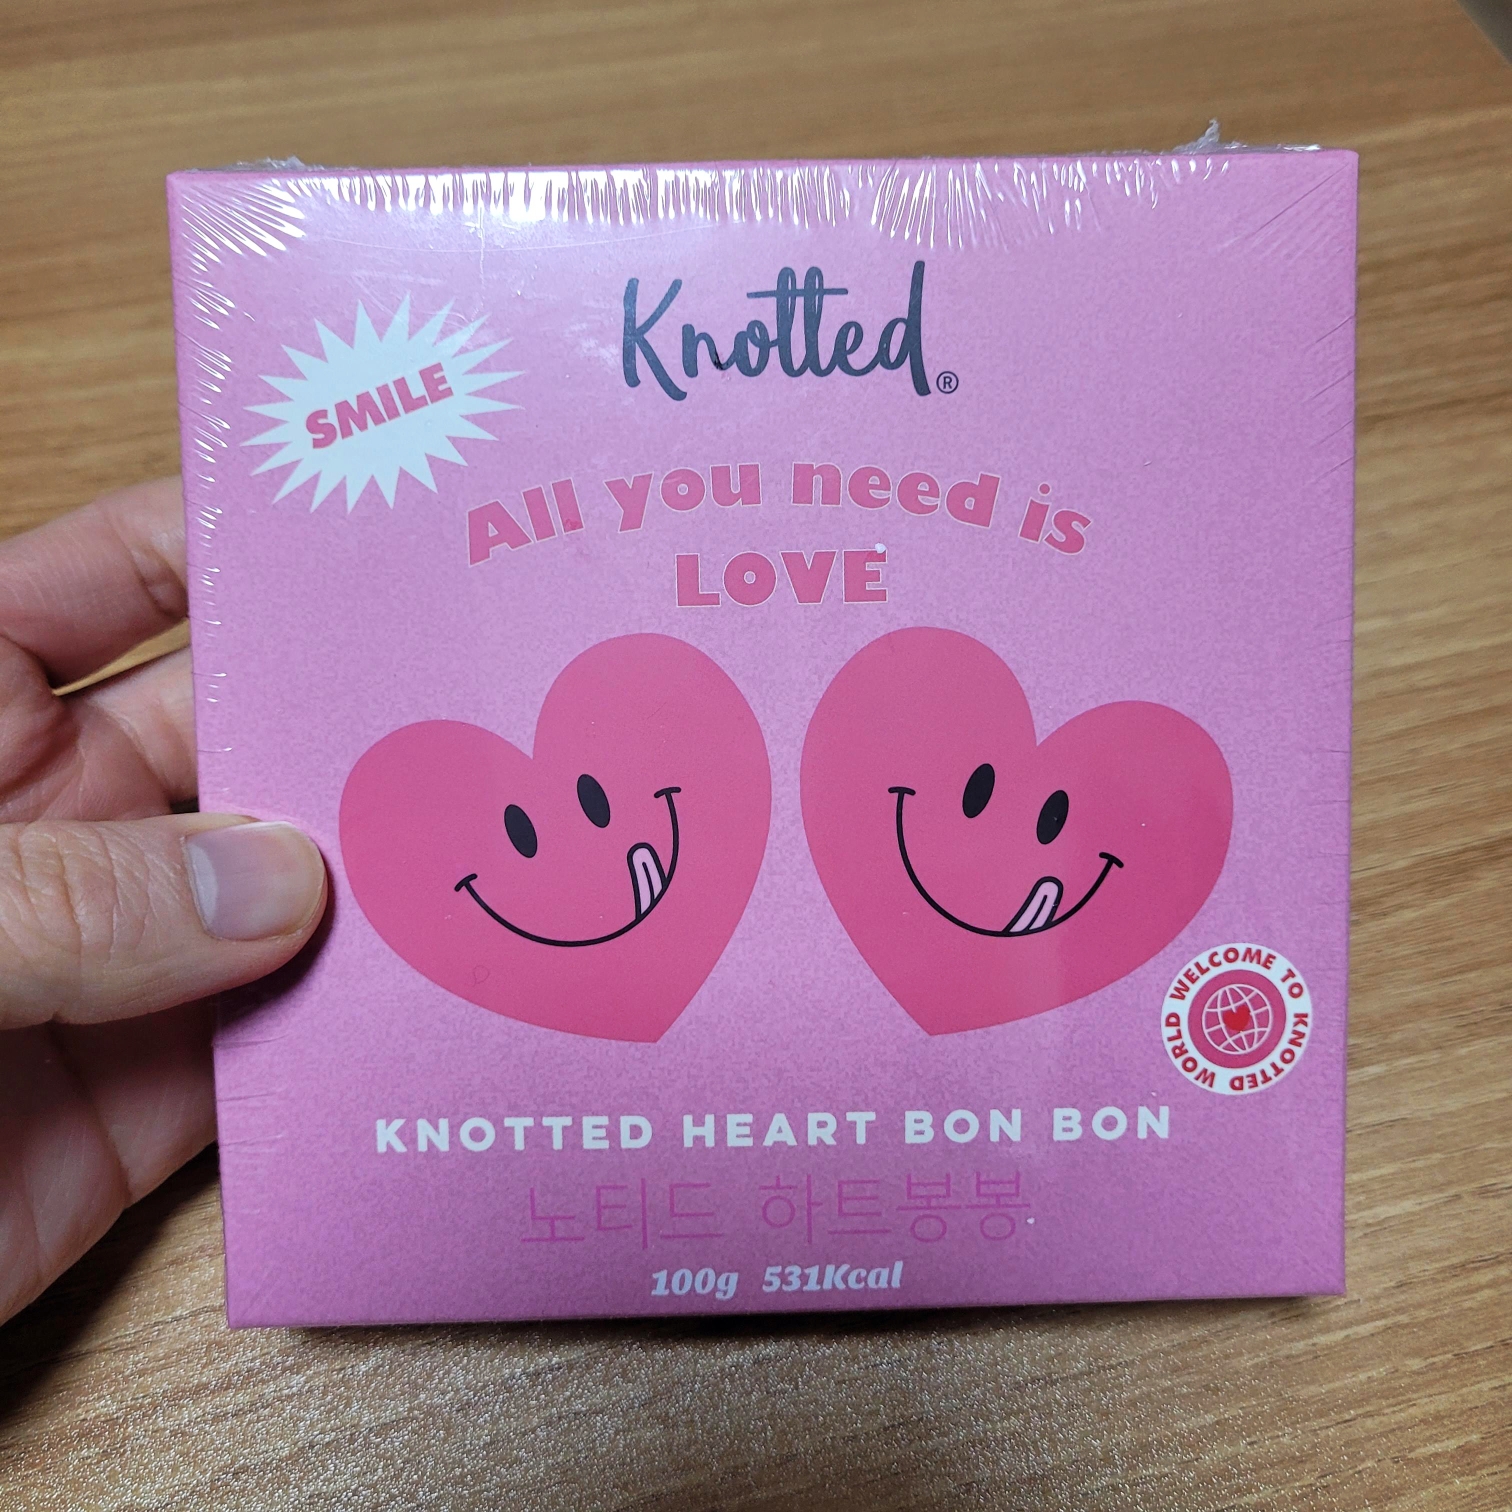 Knotted®
SMILE
All you need is
LOVE
WELCOME TO KNOTTED WORLD
KNOTTED HEART BON BON
노티드 하트봉봉
100g 531Kcal